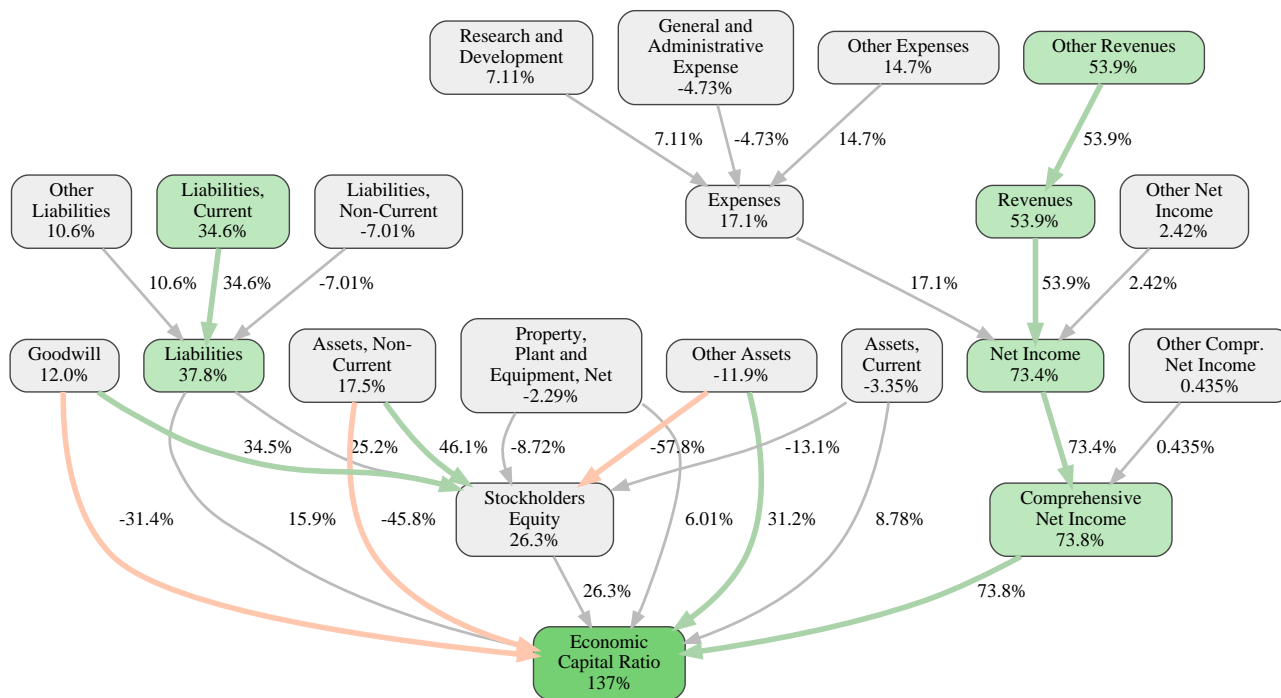 Research and
Development
7.11%
General and
Administrative
Expense
-4.73%
Other Expenses
14.7%
Other Revenues
53.9%
7.11%
-4.73%
14.7%
53.9%
Other
Liabilities
10.6%
Liabilities,
Current
34.6%
Liabilities,
Non-Current
-7.01%
Expenses
17.1%
Revenues
53.9%
Other Net
Income
2.42%
10.6%
34.6%
-7.01%
17.1%
53.9%
2.42%
Goodwill
12.0%
Liabilities
37.8%
Assets, Non-
Current
17.5%
Property,
Plant and
Equipment, Net
-2.29%
Other Assets
-11.9%
Assets,
Current
-3.35%
Net Income
73.4%
Other Compr.
Net Income
0.435%
34.5%
25.2%
46.1%
-8.72%
-57.8%
-13.1%
73.4%
0.435%
Stockholders
Equity
26.3%
Comprehensive
Net Income
73.8%
-31.4%
15.9%
-45.8%
6.01%
31.2%
8.78%
26.3%
73.8%
Economic
Capital Ratio
137%